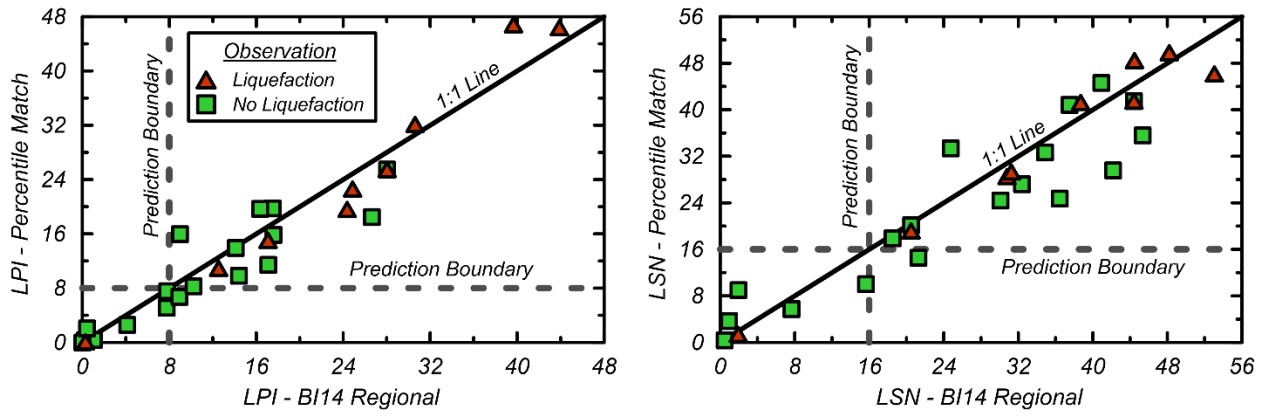 48
40
32
24
16
8
0
LPI - Percentile Match
Observation
Liquefaction
No Liquefaction
Prediction Boundary
1:1 Line
Prediction Boundary
0 8 16 24 32 40 48
LPI - BI14 Regional
56
48
40
32
24
16
8
0
LSN - Percentile Match
Prediction Boundary
1:1 Line
Prediction Boundary
0 8 16 24 32 40 48 56
LSN - BI14 Regional